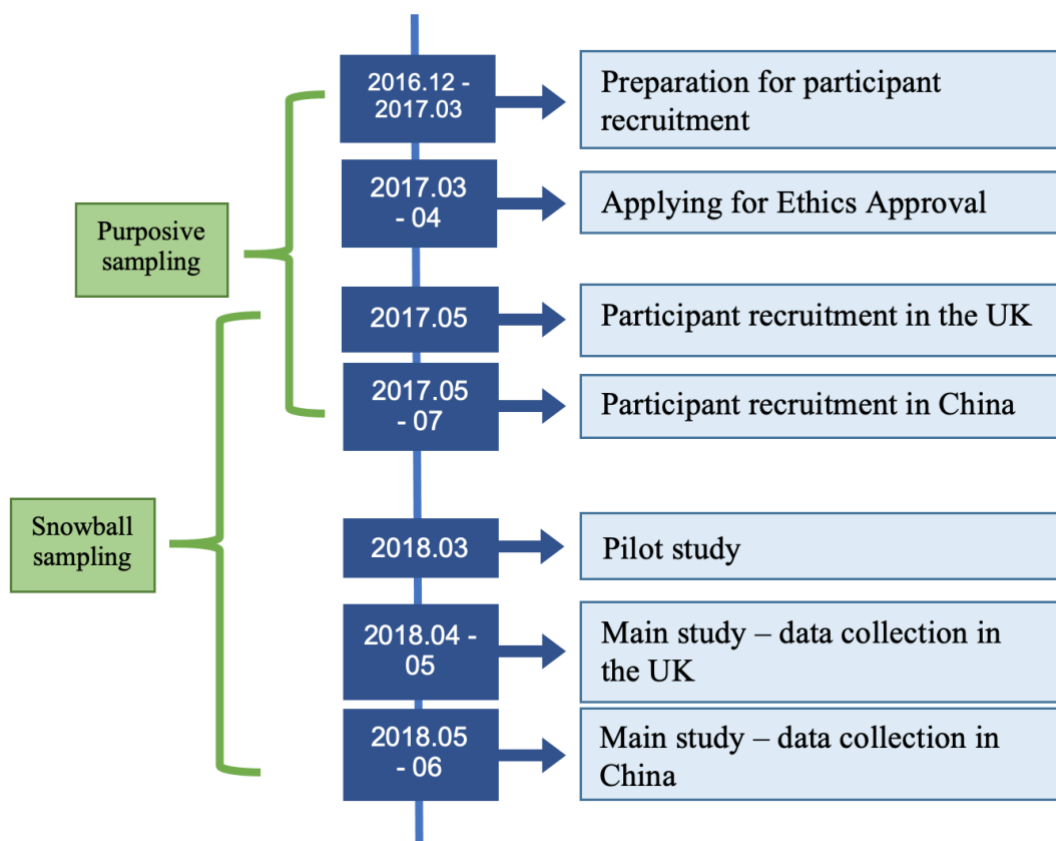 2016.12 -
2017.03
Preparation for participant
recruitment
2017.03
- 04
Applying for Ethics Approval
Purposive
sampling
2017.05
Participant recruitment in the UK
2017.05
- 07
Participant recruitment in China
Snowball
sampling
2018.03
Pilot study
2018.04 -
05
Main study – data collection in
the UK
2018.05
- 06
Main study – data collection in
China